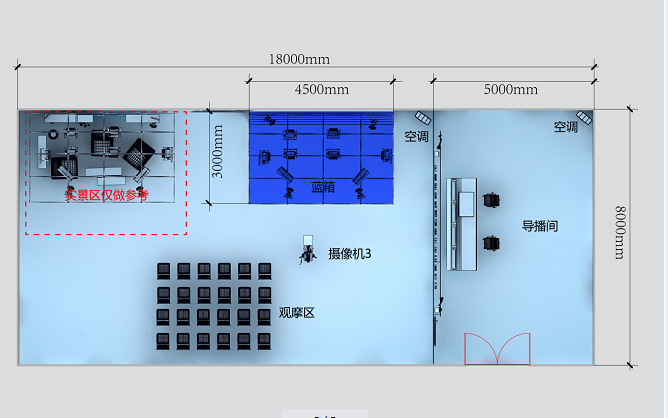 18000mm
4500mm
5000mm
空调
空调
3000mm
蓝箱
实景区仅做参考
8000mm
导播间
摄像机3
观摩区